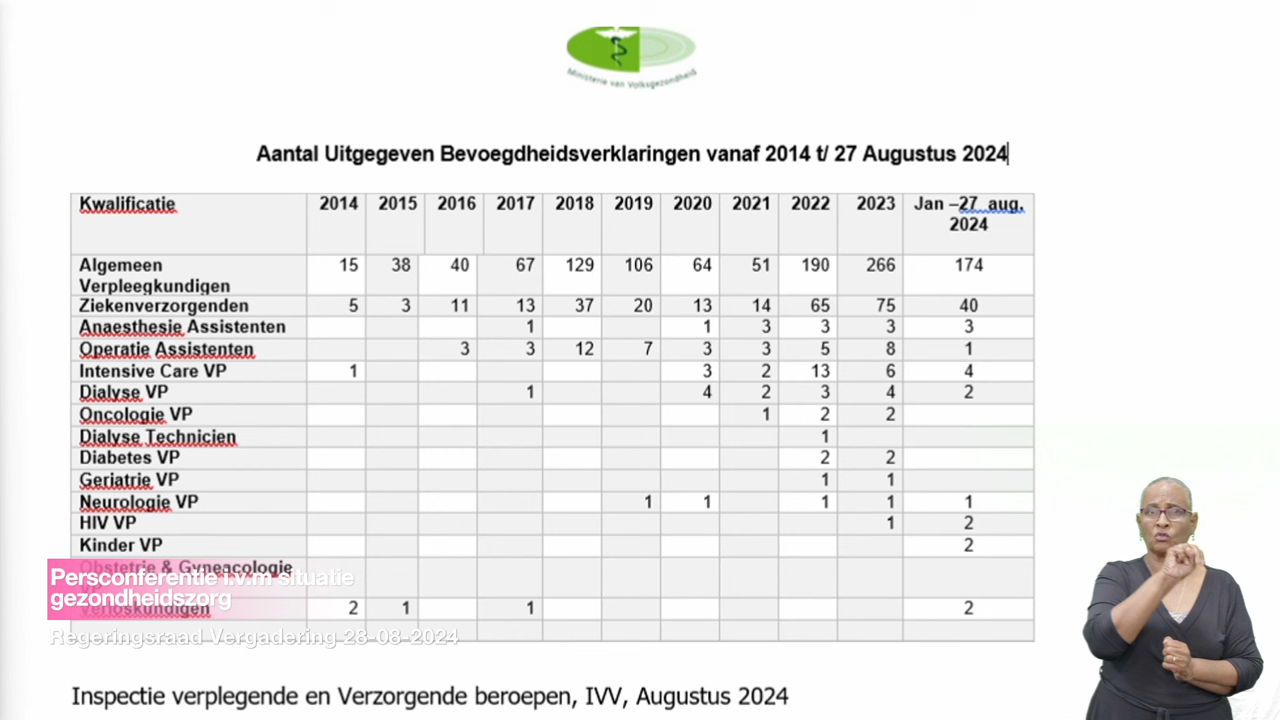 Ministerie van Volksgezondheid
Aantal Uitgegeven Bevoegdheidsverklaringen vanaf 2014 t/ 27 Augustus 2024
Kwalificatie 2014 2015 2016 2017 2018 2019 2020 2021 2022 2023 Jan –27 aug.
2024
Algemeen 15 38 40 67 129 106 64 51 190 266 174
Verpleegkundigen
Ziekenverzorgenden 5 3 11 13 37 20 13 14 65 75 40
Anaesthesie Assistenten 1 1 3 3 3 3
Operatie Assistenten 3 3 12 7 3 3 5 8 1
Intensive Care VP 1 3 2 13 6 4
Dialyse VP 1 4 2 3 4 2
Oncologie VP 1 2 2
Dialyse Technicien 1
Diabetes VP 2 2
Geriatrie VP 1 1
Neurologie VP 1 1 1 1 1
HIV VP 1 2
Kinder VP 2
Obstetrie & Gyneacologie
Persconferentie i.v.m situatie
gezondheidszorg
Verloskundigen 2 1 1 2
Regeringsraad Vergadering 28-08-2024
Inspectie verplegende en Verzorgende beroepen, IVV, Augustus 2024